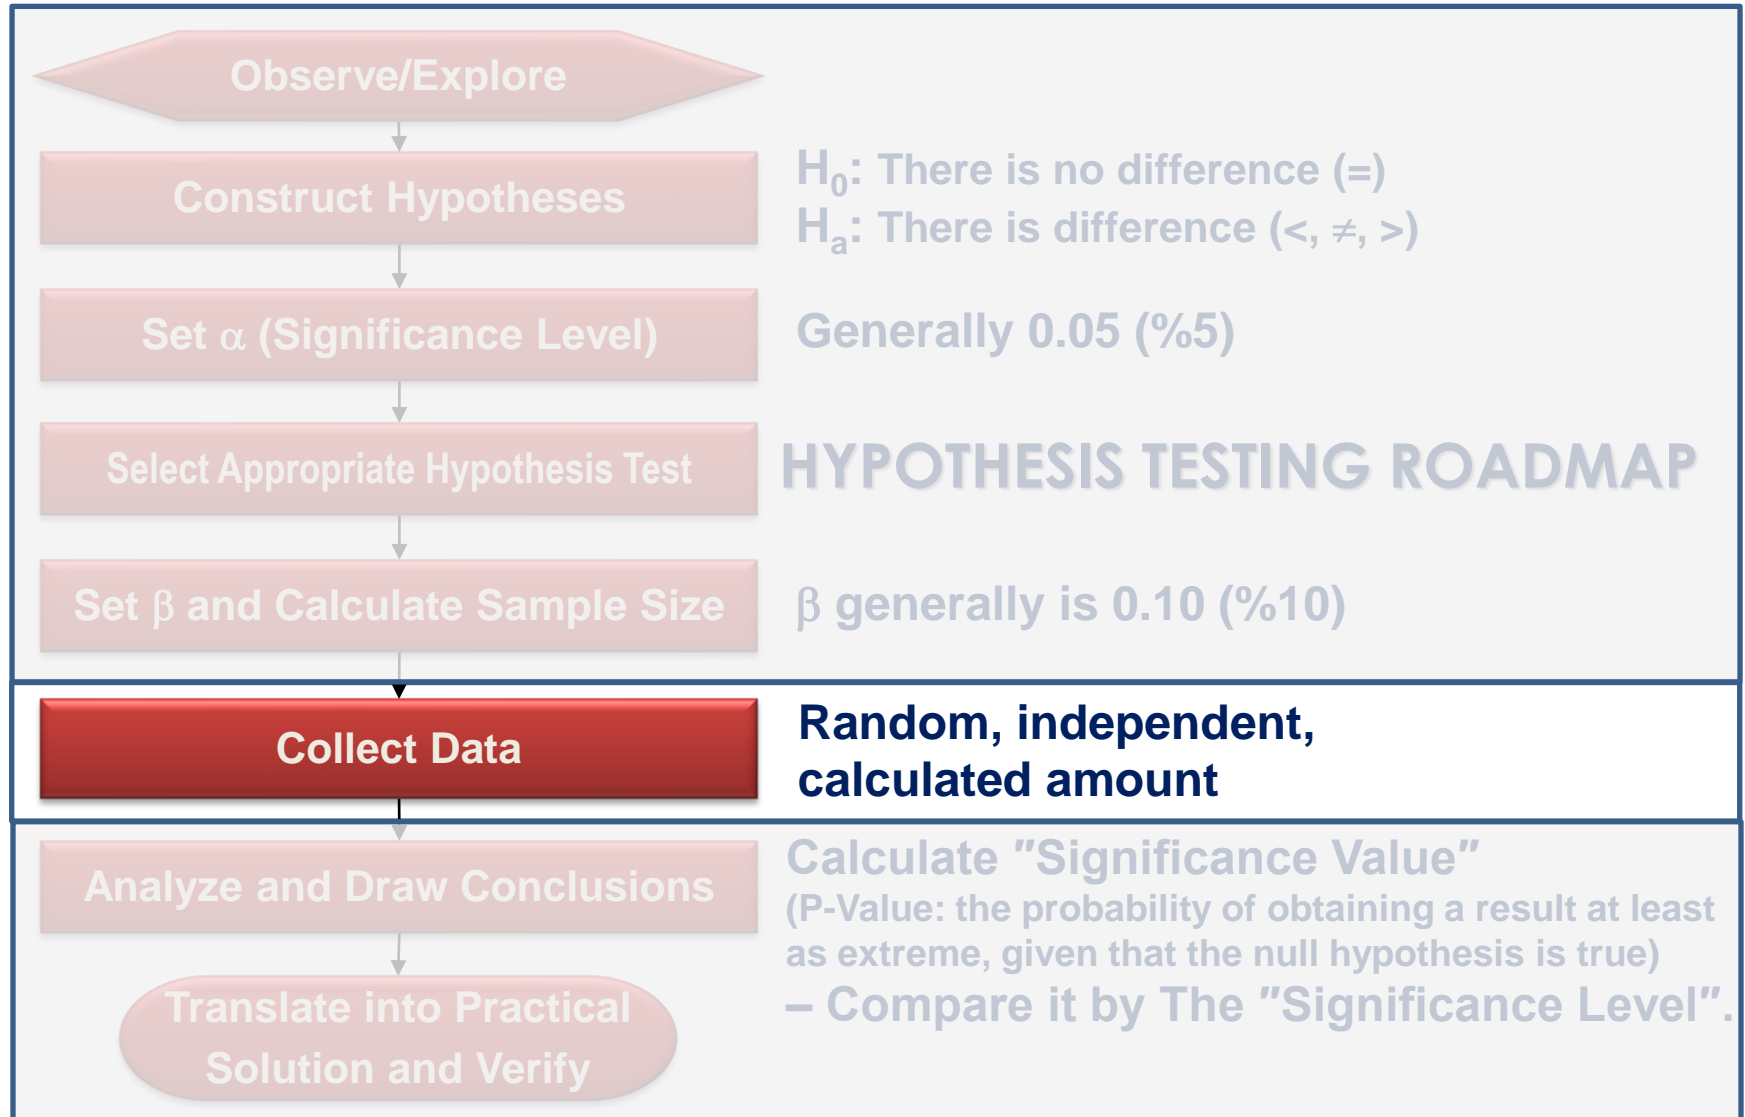 Observe/Explore
Construct Hypotheses
H₀: There is no difference (=)
Hₐ: There is difference (<, ≠, >)
Set α (Significance Level)
Generally 0.05 (%5)
Select Appropriate Hypothesis Test
HYPOTHESIS TESTING ROADMAP
Set β and Calculate Sample Size
β generally is 0.10 (%10)
Collect Data
Random, independent,
calculated amount
Analyze and Draw Conclusions
Calculate "Significance Value"
(P-Value: the probability of obtaining a result at least
as extreme, given that the null hypothesis is true)
– Compare it by The "Significance Level".
Translate into Practical
Solution and Verify